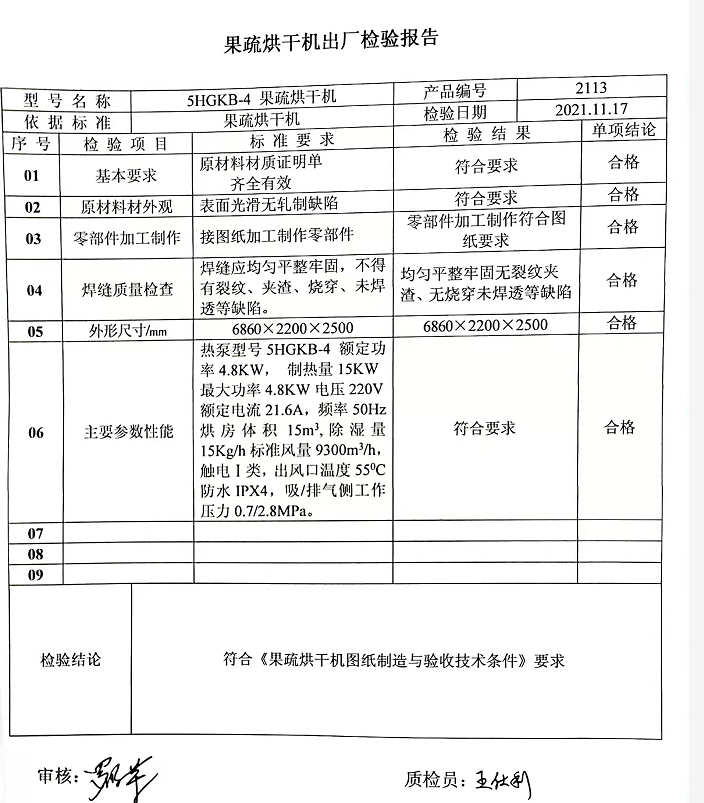 果疏烘干机出厂检验报告
型号名称 5HGKB-4 果疏烘干机 产品编号 2113
依据标准 果疏烘干机 检验日期 2021.11.17
序号 检验项目 标准要求 检验结果 单项结论
01 基本要求 原材料材质证明单 符合要求 合格
齐全有效
02 原材料材外观 表面光滑无轧制缺陷 符合要求 合格
03 零部件加工制作 接图纸加工制作零部件 零部件加工制作符合图 合格
纸要求
04 焊缝质量检查 焊缝应均匀平整牢固，不得 均匀平整牢固无裂纹夹 合格
有裂纹、夹渣、烧穿、未焊 渣、无烧穿未焊透等缺陷
透等缺陷。
05 外形尺寸/mm 6860×2200×2500 6860×2200×2500 合格
06 主要参数性能 热泵型号 5HGKB-4 额定功 符合要求 合格
率 4.8KW， 制热量 15KW
最大功率 4.8KW 电压 220V
额定电流 21.6A，频率 50Hz
烘房体积 15m³,除湿量
15Kg/h 标准风量 9300m³/h，
触电Ⅰ类，出风口温度 55⁰C
防水 IPX4，吸/排气侧工作
压力 0.7/2.8MPa。
07
08
09
检验结论 符合《果疏烘干机图纸制造与验收技术条件》要求
审核： 质检员：王仕利